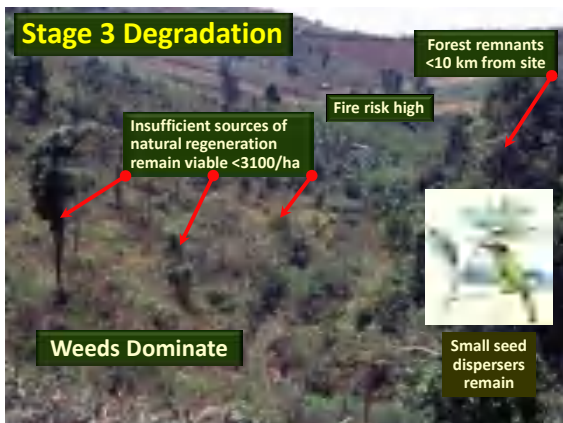 Stage 3 Degradation
Forest remnants
<10 km from site
Fire risk high
Insufficient sources of
natural regeneration
remain viable <3100/ha
Weeds Dominate
Small seed
dispersers
remain